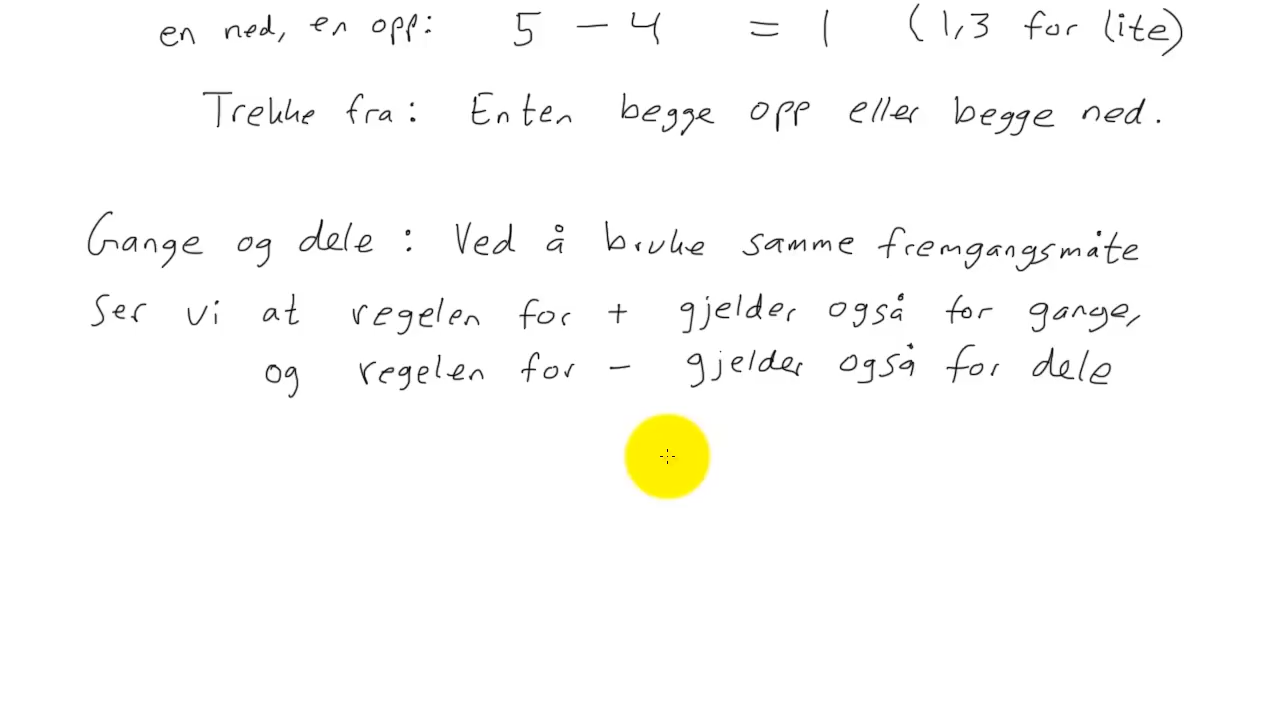 en ned, en opp: 5 - 4 = 1 (1,3 for lite)
Trekke fra: Enten begge opp eller begge ned.
Gange og dele: Ved å bruke samme fremgangsmåte
ser vi at regelen for + gjelder også for gange,
og regelen for - gjelder også for dele